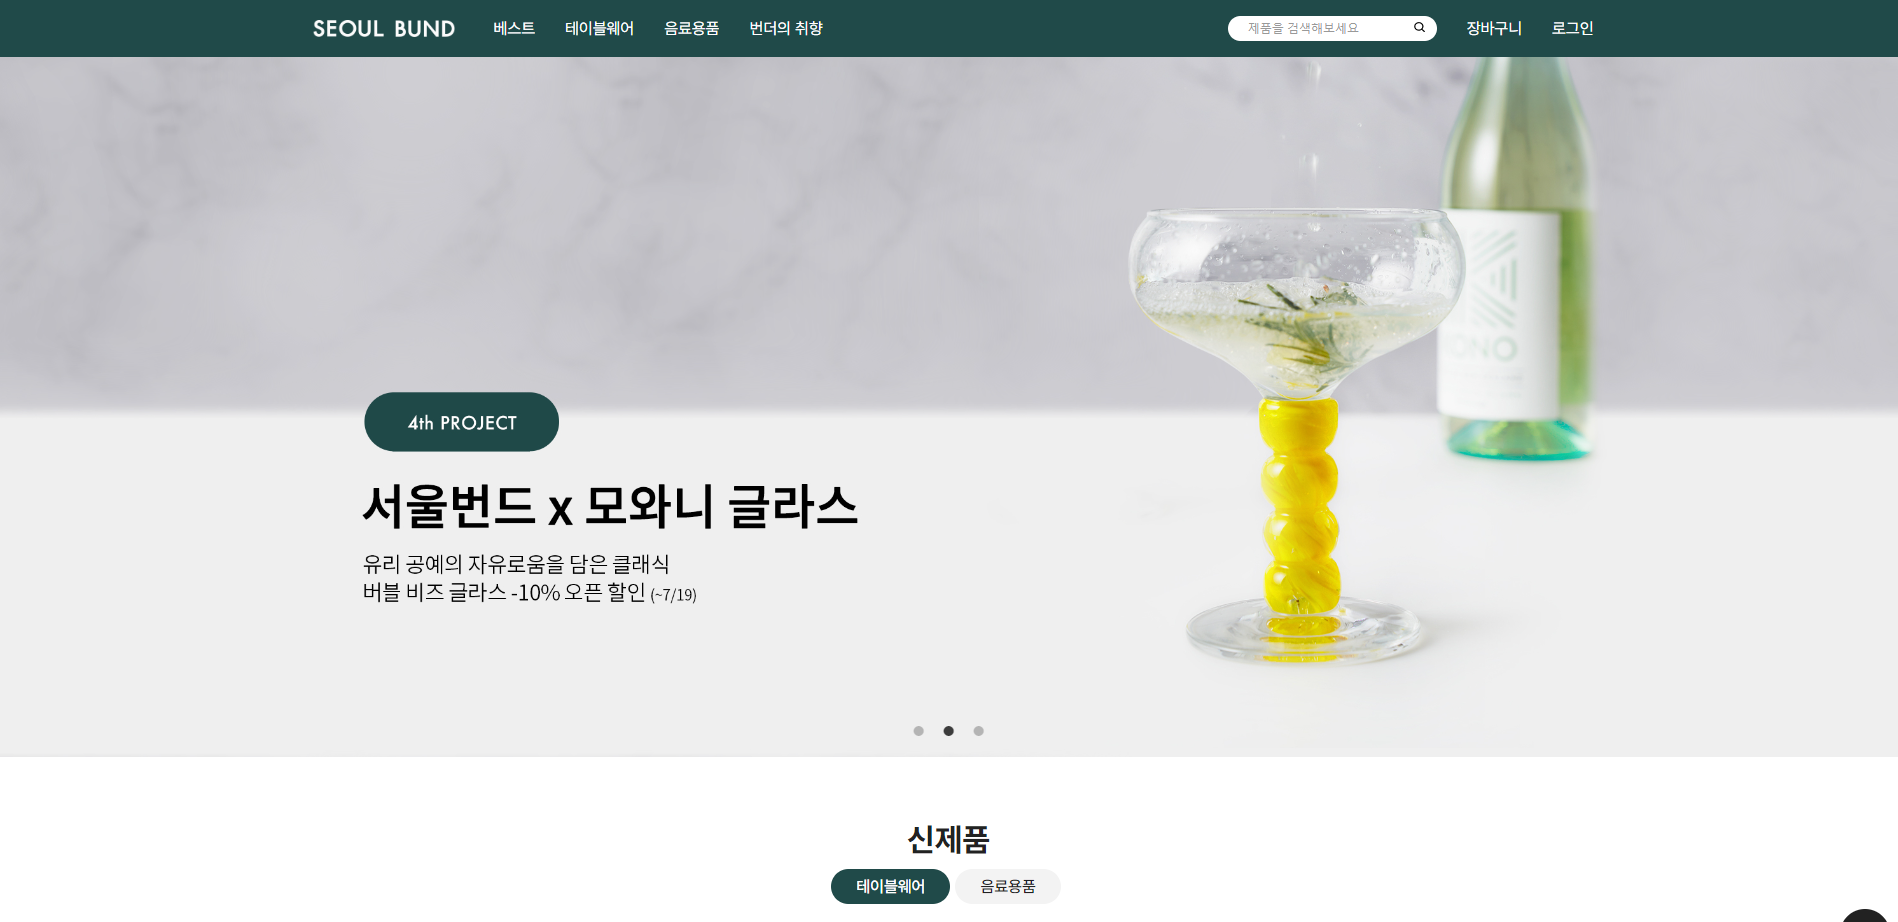 SEOUL BUND 베스트 테이블웨어 음료용품 번더의 취향 제품을 검색해보세요 장바구니 로그인
4th PROJECT
서울번드 x 모와니 글라스
유리 공예의 자유로움을 담은 클래식
버블 비즈 글라스 -10% 오픈 할인 (~7/19)
신제품
테이블웨어 음료용품